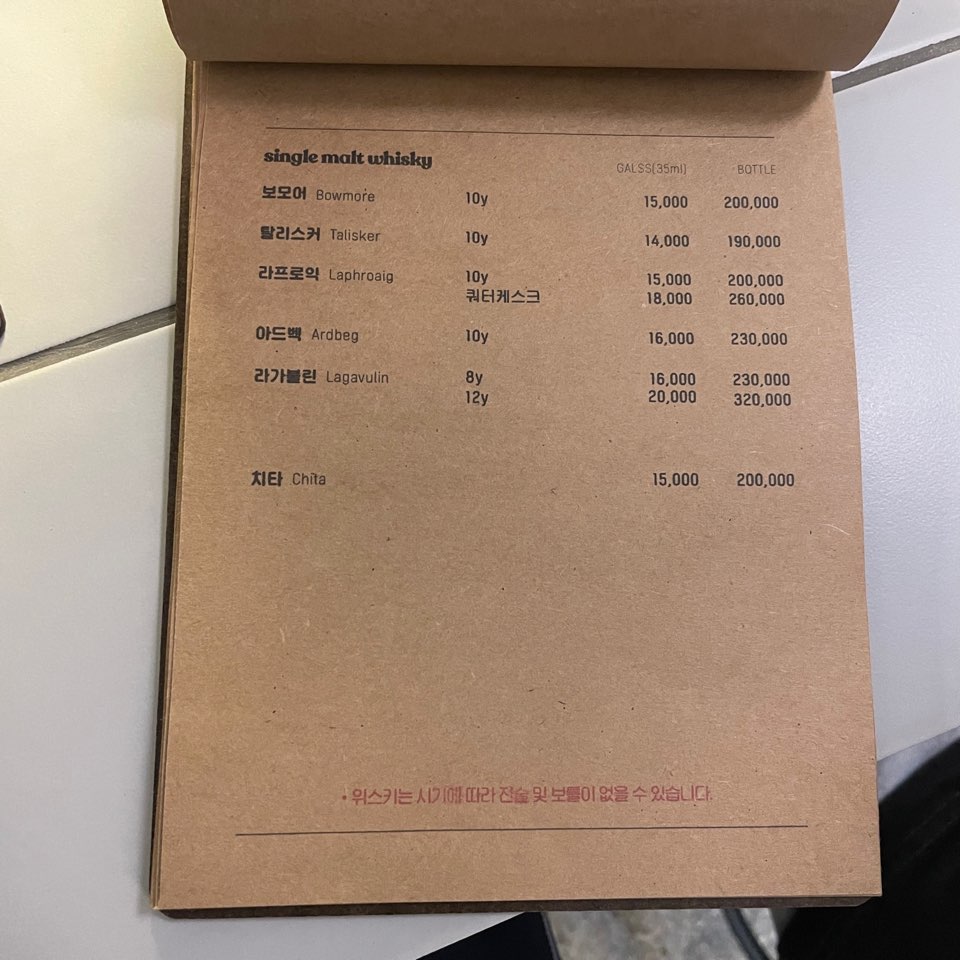 single malt whisky GALSS(35ml) BOTTLE
보모어 Bowmore 10y 15,000 200,000
탈리스커 Talisker 10y 14,000 190,000
라프로익 Laphroaig 10y 15,000 200,000
쿼터케스크 18,000 260,000
아드벡 Ardbeg 10y 16,000 230,000
라가불린 Lagavulin 8y 16,000 230,000
12y 20,000 320,000
치타 Chita 15,000 200,000
• 위스키는 시기에 따라 진술 및 보틀이 없을 수 있습니다.